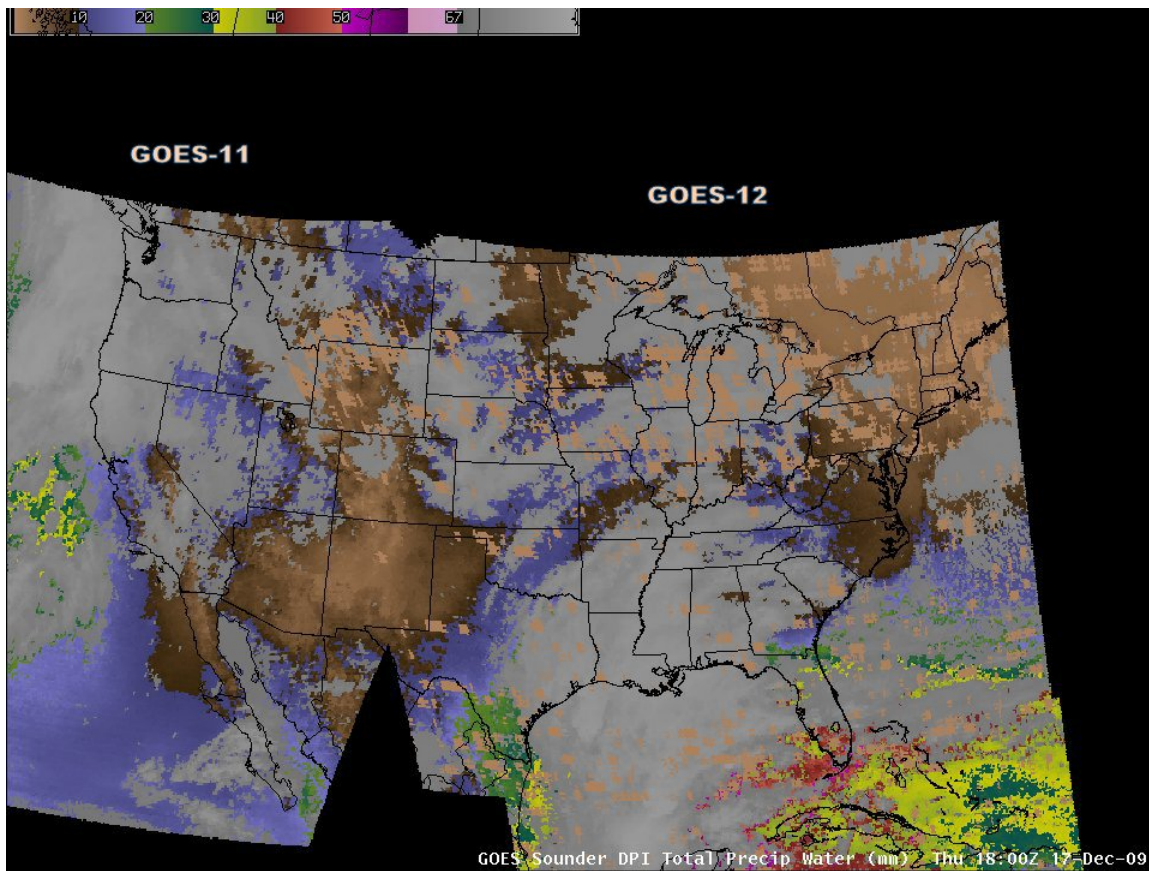 10 20 30 40 50 67
GOES-11
GOES-12
GOES Sounder DPI Total Precip Water (mm) Thu 18:00Z 17-Dec-09